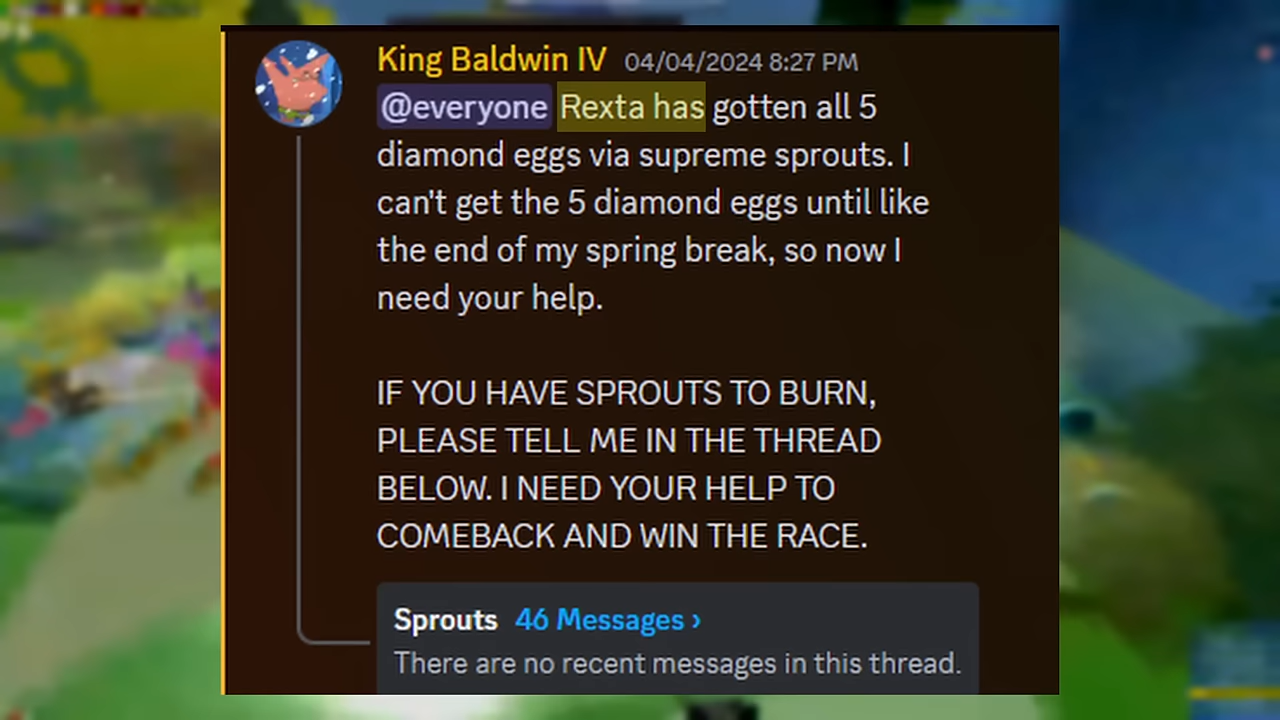 King Baldwin IV 04/04/2024 8:27 PM
@everyone Rexta has gotten all 5
diamond eggs via supreme sprouts. I
can't get the 5 diamond eggs until like
the end of my spring break, so now I
need your help.
IF YOU HAVE SPROUTS TO BURN,
PLEASE TELL ME IN THE THREAD
BELOW. I NEED YOUR HELP TO
COMEBACK AND WIN THE RACE.
Sprouts 46 Messages ›
There are no recent messages in this thread.